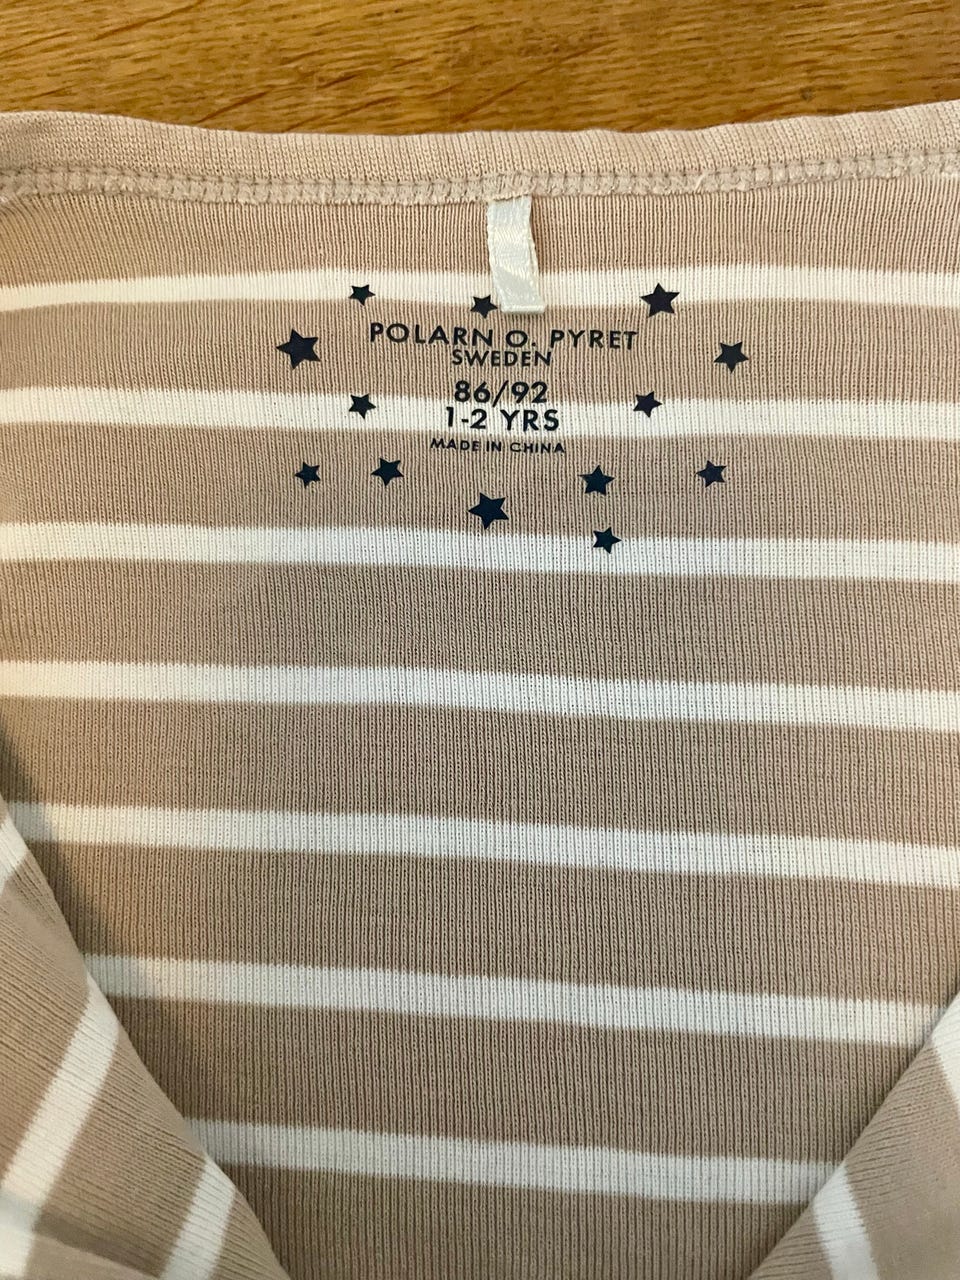 POLARN O. PYRET
SWEDEN
86/92
1-2 YRS
MADE IN CHINA